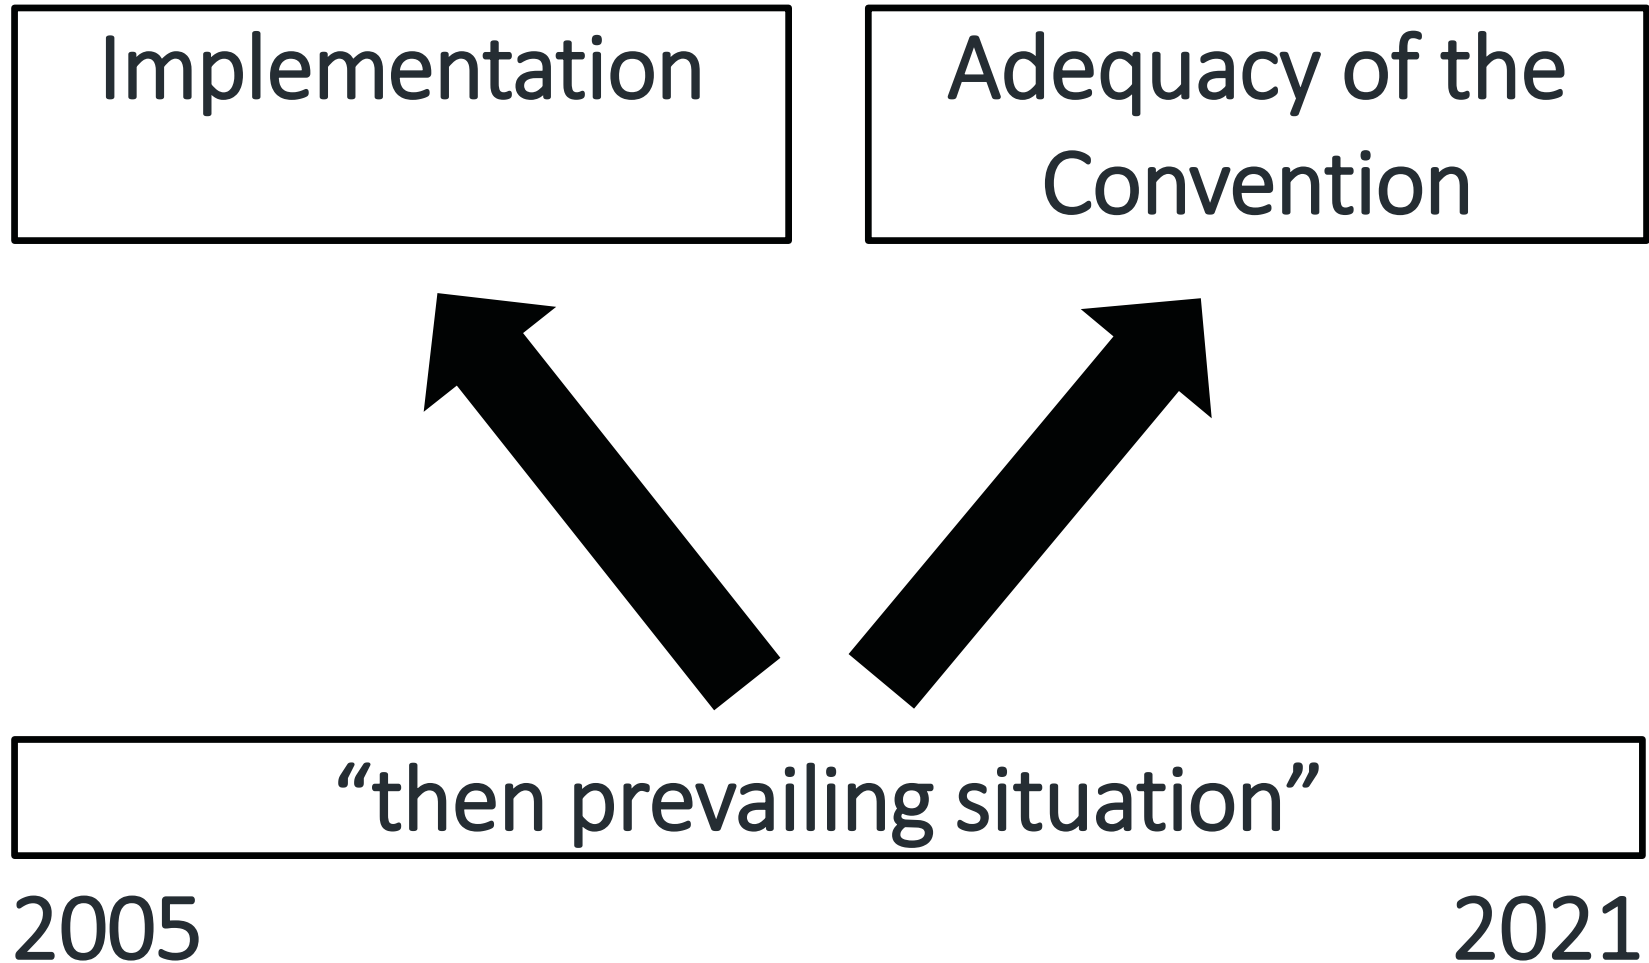 Implementation
Adequacy of the
Convention
“then prevailing situation”
2005
2021